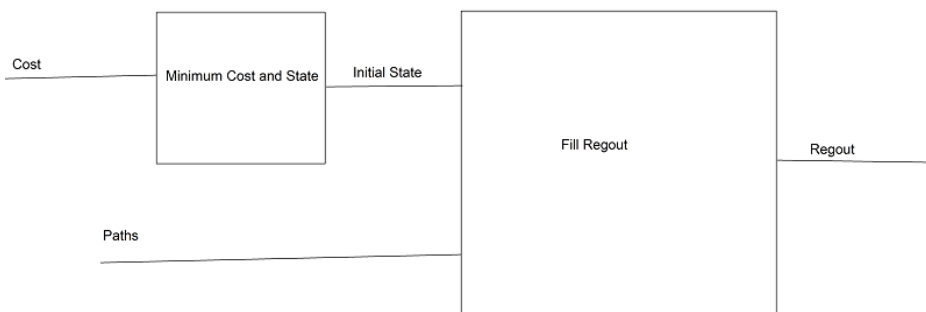 Cost
Minimum Cost and State
Initial State
Fill Regout
Regout
Paths